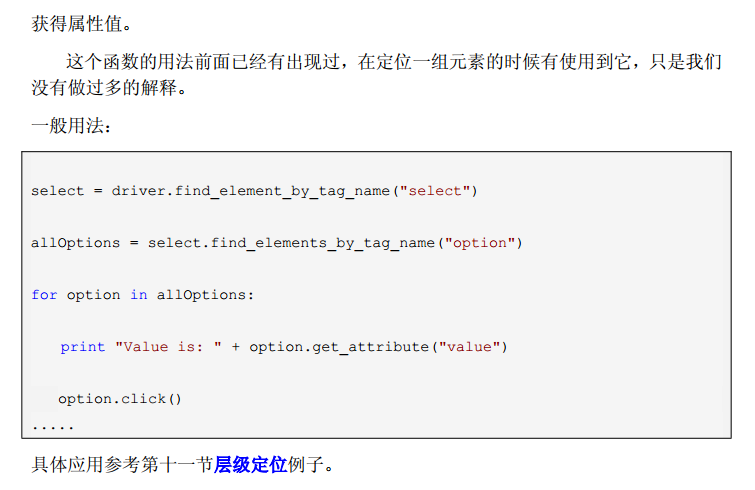 获得属性值。
这个函数的用法前面已经有出现过，在定位一组元素的时候有使用到它，只是我们
没有做过多的解释。
一般用法：
select = driver.find_element_by_tag_name("select")
allOptions = select.find_elements_by_tag_name("option")
for option in allOptions:
print "Value is: " + option.get_attribute("value")
option.click()
.....
具体应用参考第十一节层级定位例子。